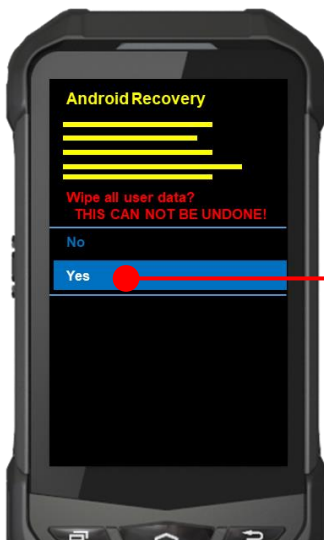 Android Recovery
Wipe all user data?
THIS CAN NOT BE UNDONE!
No
Yes